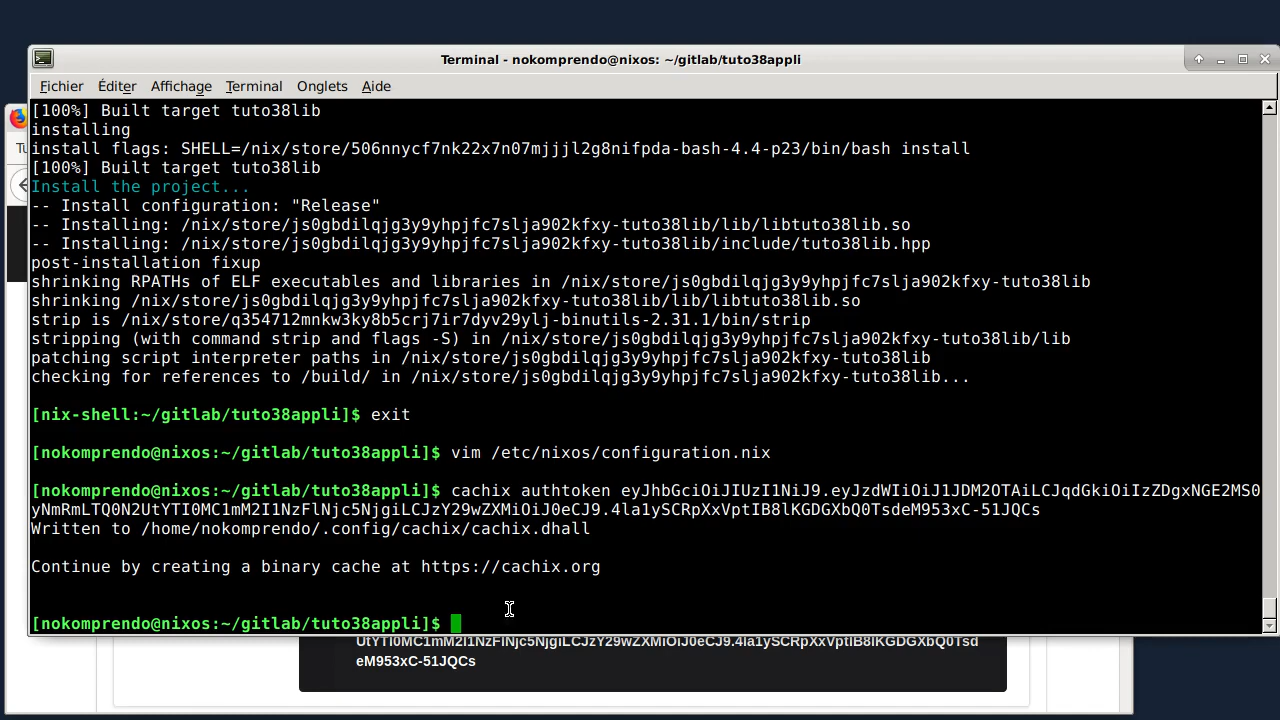 Terminal - nokomprendo@nixos: ~/gitlab/tuto38appli
Fichier Éditer Affichage Terminal Onglets Aide
[100%] Built target tuto38lib
installing
install flags: SHELL=/nix/store/506nnycf7nk22x7n07mjjjl2g8nifpda-bash-4.4-p23/bin/bash install
[100%] Built target tuto38lib
Install the project...
-- Install configuration: "Release"
-- Installing: /nix/store/js0gbdilqjg3y9yhpjfc7slja902kfxy-tuto38lib/lib/libtuto38lib.so
-- Installing: /nix/store/js0gbdilqjg3y9yhpjfc7slja902kfxy-tuto38lib/include/tuto38lib.hpp
post-installation fixup
shrinking RPATHs of ELF executables and libraries in /nix/store/js0gbdilqjg3y9yhpjfc7slja902kfxy-tuto38lib
shrinking /nix/store/js0gbdilqjg3y9yhpjfc7slja902kfxy-tuto38lib/lib/libtuto38lib.so
strip is /nix/store/q354712mnkw3ky8b5crj7ir7dyv29ylj-binutils-2.31.1/bin/strip
stripping (with command strip and flags -S) in /nix/store/js0gbdilqjg3y9yhpjfc7slja902kfxy-tuto38lib/lib
patching script interpreter paths in /nix/store/js0gbdilqjg3y9yhpjfc7slja902kfxy-tuto38lib
checking for references to /build/ in /nix/store/js0gbdilqjg3y9yhpjfc7slja902kfxy-tuto38lib...
[nix-shell:~/gitlab/tuto38appli]$ exit
[nokomprendo@nixos:~/gitlab/tuto38appli]$ vim /etc/nixos/configuration.nix
[nokomprendo@nixos:~/gitlab/tuto38appli]$ cachix authtoken eyJhbGciOiJIUzI1NiJ9.eyJzdWIiOiJ1JDM2OTAiLCJqdGkiOiIzZDgxNGE2MS0
yNmRmLTQ0N2UtYTI0MC1mM2I1NzFlNjc5NjgiLCJzY29wZXMiOiJ0eCJ9.4la1ySCRpXxVptIB8lKGDGXbQ0TsdeM953xC-51JQCs
Written to /home/nokomprendo/.config/cachix/cachix.dhall
Continue by creating a binary cache at https://cachix.org
[nokomprendo@nixos:~/gitlab/tuto38appli]$
UtYTI0MC1mM2I1NzFlNjc5NjgiLCJzY29wZXMiOiJ0eCJ9.4la1ySCRpXxVptIB8lKGDGXbQ0Tsd
eM953xC-51JQCs